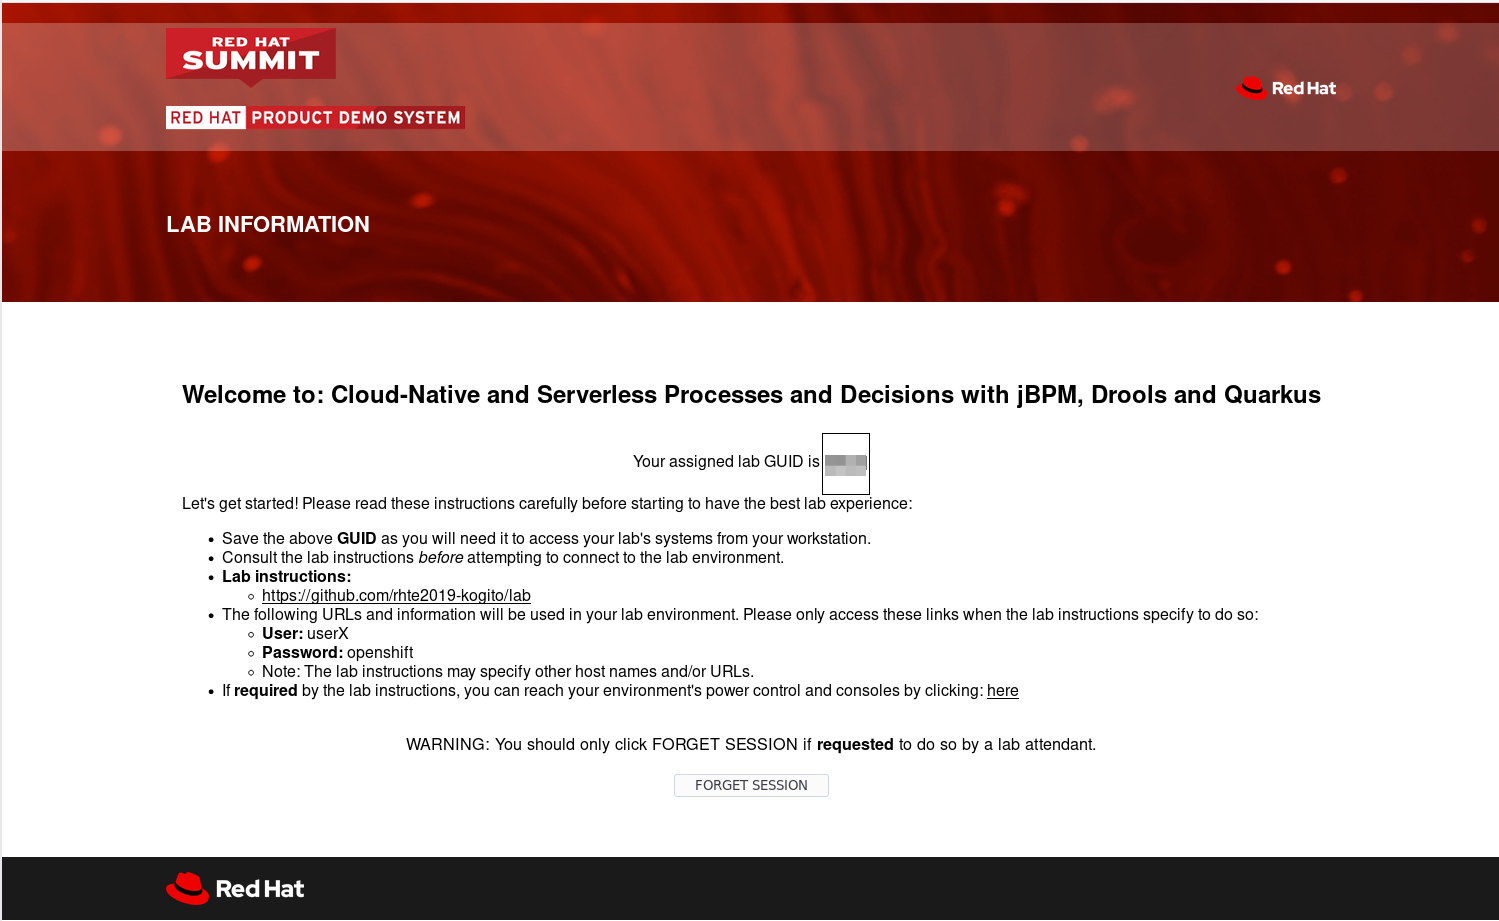 RED HAT
SUMMIT
RED HAT PRODUCT DEMO SYSTEM
Red Hat
LAB INFORMATION
Welcome to: Cloud-Native and Serverless Processes and Decisions with jBPM, Drools and Quarkus
Your assigned lab GUID is
Let's get started! Please read these instructions carefully before starting to have the best lab experience:
• Save the above GUID as you will need it to access your lab's systems from your workstation.
• Consult the lab instructions before attempting to connect to the lab environment.
• Lab instructions:
◦ https://github.com/rhte2019-kogito/lab
• The following URLs and information will be used in your lab environment. Please only access these links when the lab instructions specify to do so:
◦ User: userX
◦ Password: openshift
◦ Note: The lab instructions may specify other host names and/or URLs.
• If required by the lab instructions, you can reach your environment's power control and consoles by clicking: here
WARNING: You should only click FORGET SESSION if requested to do so by a lab attendant.
FORGET SESSION
Red Hat